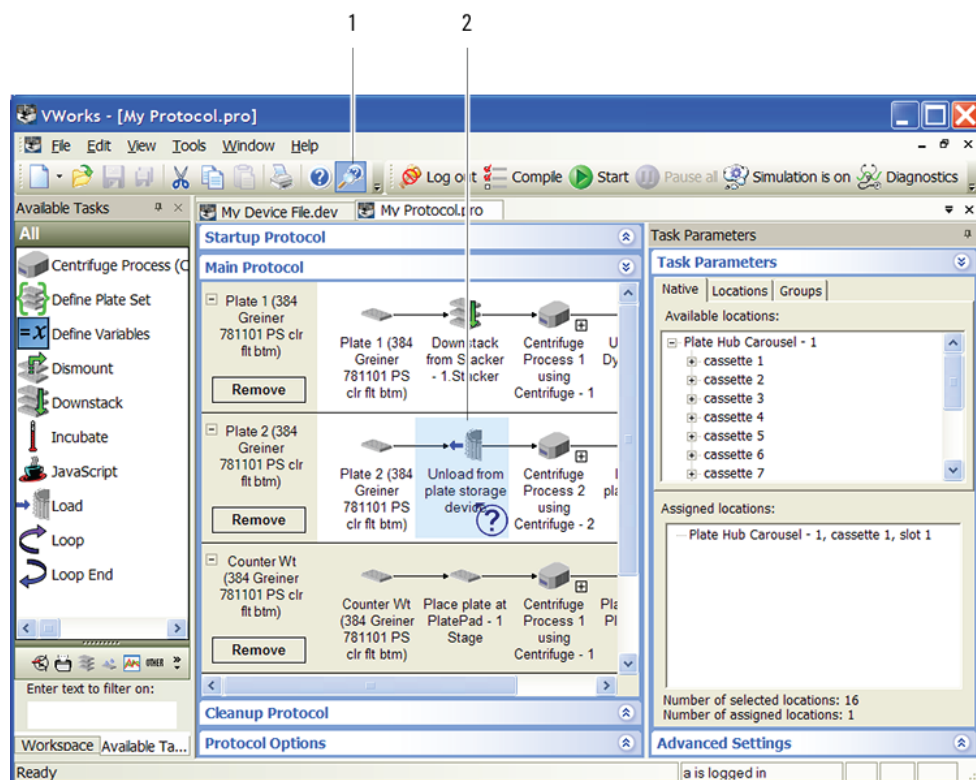 1 2
VWorks - [My Protocol.pro]
File Edit View Tools Window Help
Log out Compile Start Pause all Simulation is on Diagnostics
Available Tasks
All
Centrifuge Process (C
Define Plate Set
=x Define Variables
Dismount
Downstack
Incubate
JavaScript
Load
Loop
Loop End
OTHER
Enter text to filter on:
Workspace Available Ta...
My Device File.dev My Protocol.pro
Startup Protocol
Main Protocol
Plate 1 (384
Greiner
781101 PS clr
flt btm)
Remove
Plate 1 (384
Greiner
781101 PS
clr flt btm)
Downstack
from Stacker
- 1.Stacker
Centrifuge
Process 1
using
Centrifuge - 1
U
Dy
Plate 2 (384
Greiner
781101 PS clr
flt btm)
Remove
Plate 2 (384
Greiner
781101 PS
clr flt btm)
Unload from
plate storage
device
?
Centrifuge
Process 2
using
Centrifuge - 2
pla
Counter Wt
(384 Greiner
781101 PS clr
flt btm)
Remove
Counter Wt
(384 Greiner
781101 PS
clr flt btm)
Place plate at
PlatePad - 1
Stage
Centrifuge
Process 1
using
Centrifuge - 1
Pla
Pl
Cleanup Protocol
Protocol Options
Task Parameters
Task Parameters
Native Locations Groups
Available locations:
Plate Hub Carousel - 1
cassette 1
cassette 2
cassette 3
cassette 4
cassette 5
cassette 6
cassette 7
Assigned locations:
Plate Hub Carousel - 1, cassette 1, slot 1
Number of selected locations: 16
Number of assigned locations: 1
Advanced Settings
Ready
a is logged in